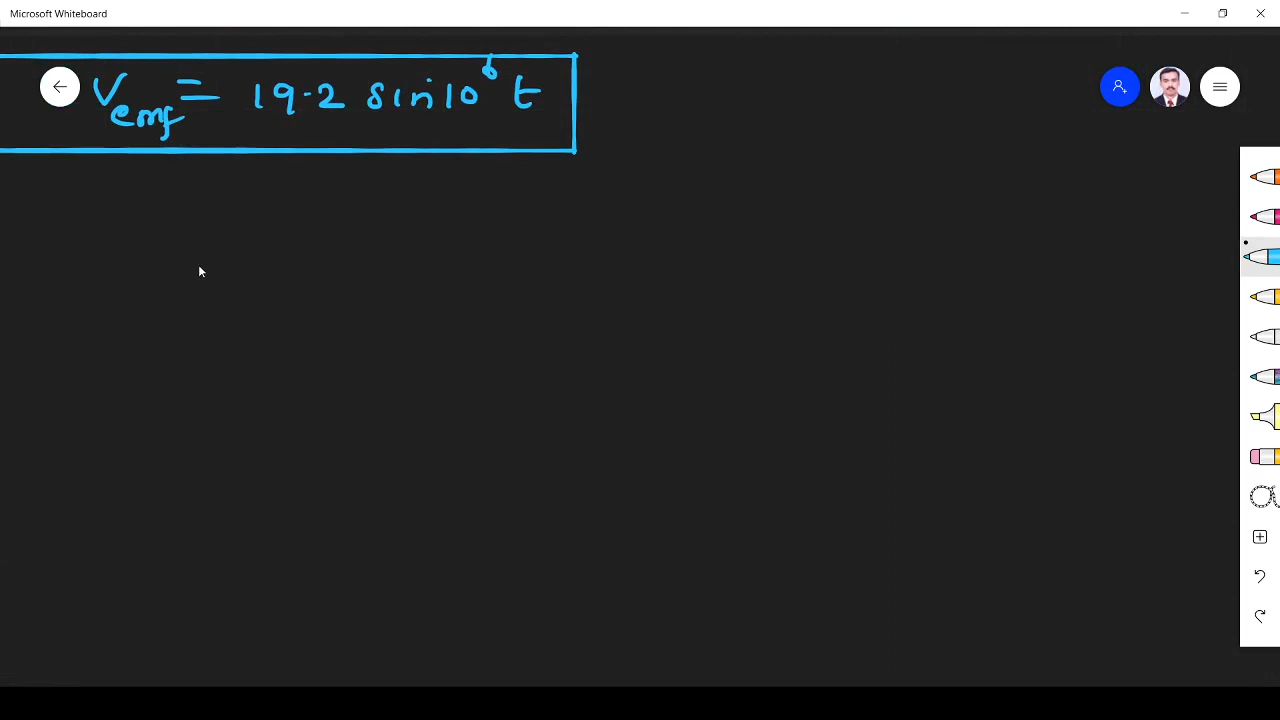 Microsoft Whiteboard
Vemf = 19.2 sin10⁶ t